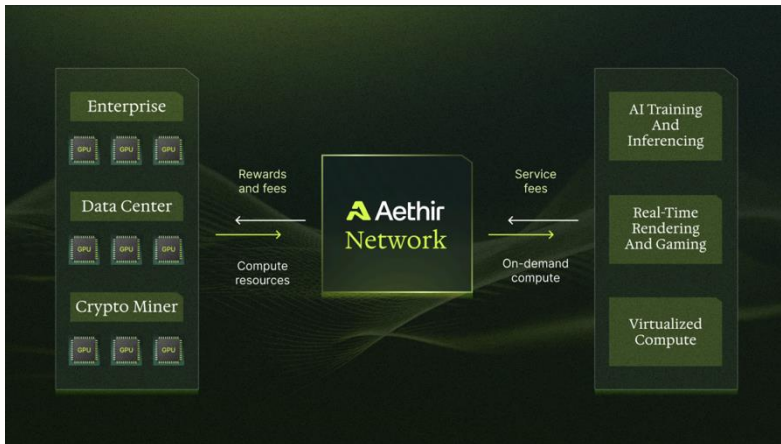 Enterprise
GPU GPU GPU
Data Center
GPU GPU GPU
Crypto Miner
GPU GPU GPU
Rewards
and fees
Compute
resources
Aethir
Network
Service
fees
On-demand
compute
AI Training
And
Inferencing
Real-Time
Rendering
And Gaming
Virtualized
Compute